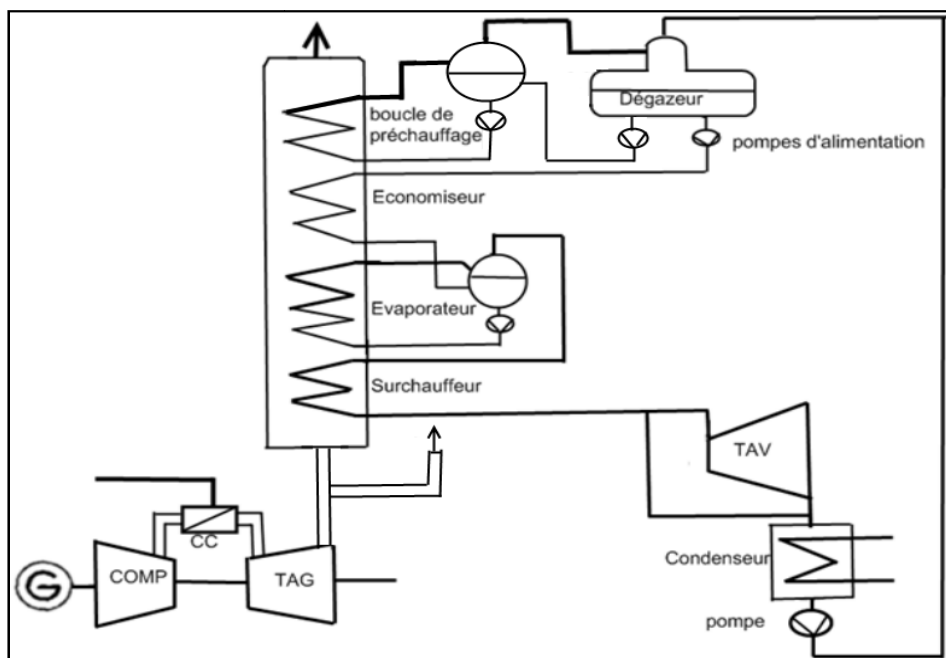 Dégazeur
boucle de
préchauffage
pompes d'alimentation
Economiseur
Evaporateur
Surchauffeur
TAV
CC
Condenseur
G
COMP
TAG
pompe